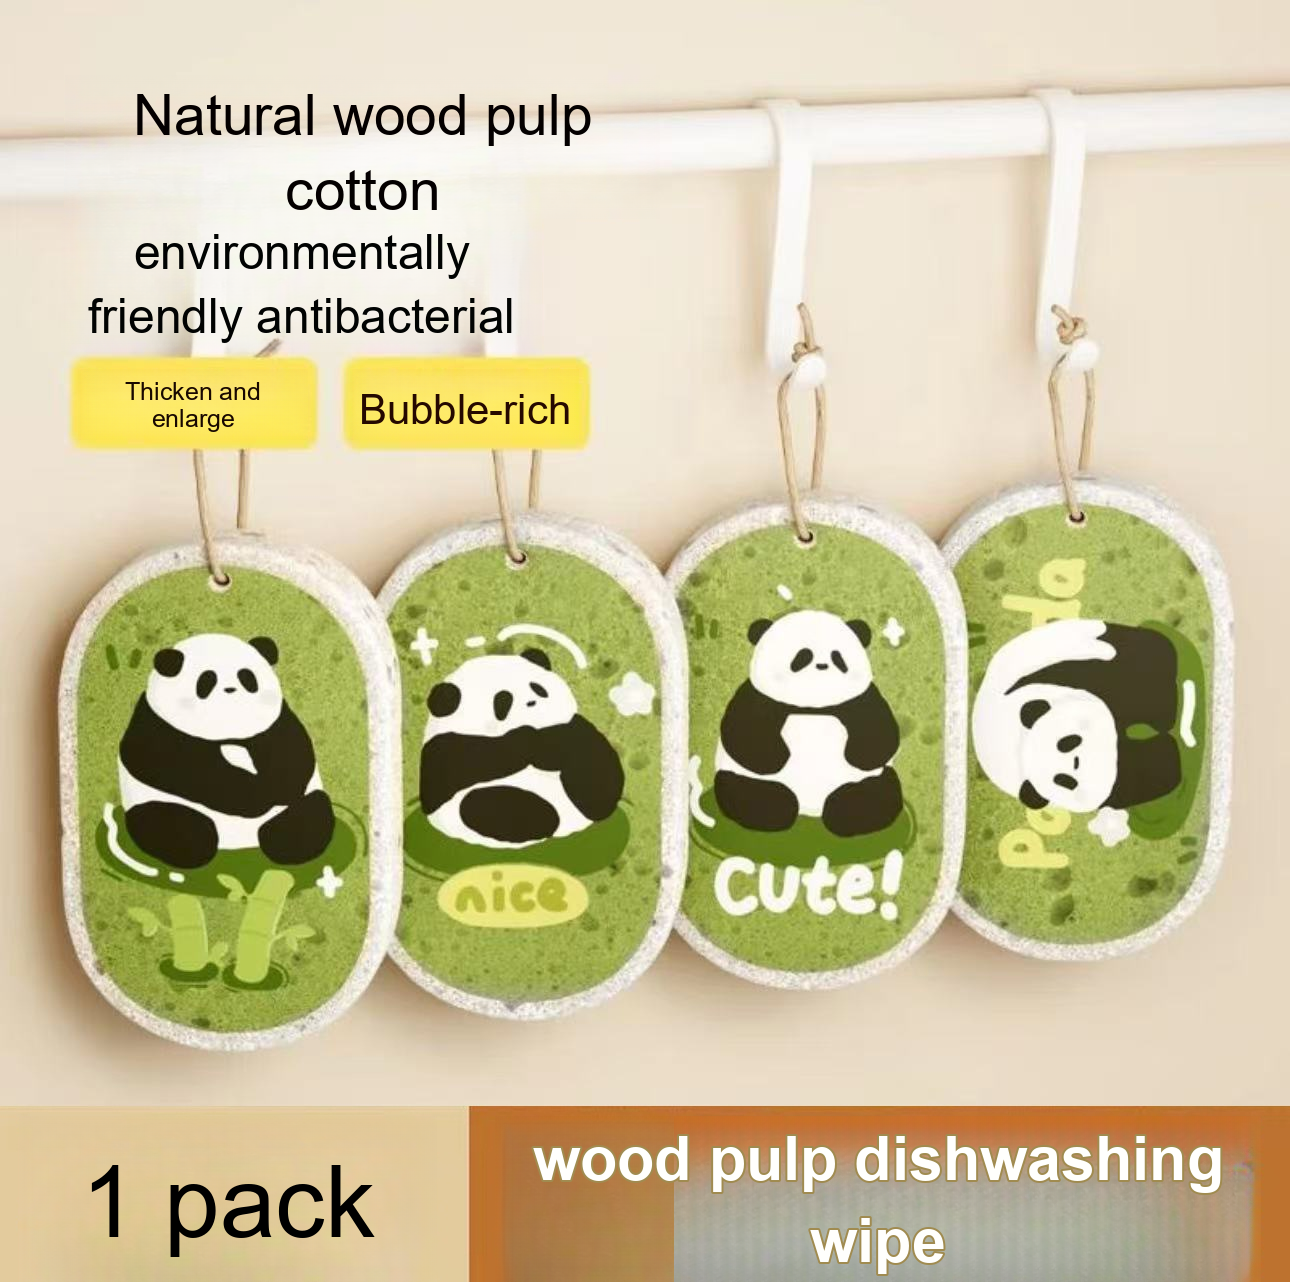 Natural wood pulp
cotton
environmentally
friendly antibacterial
Thicken and
enlarge
Bubble-rich
nice
Cute!
1 pack
wood pulp dishwashing
wipe